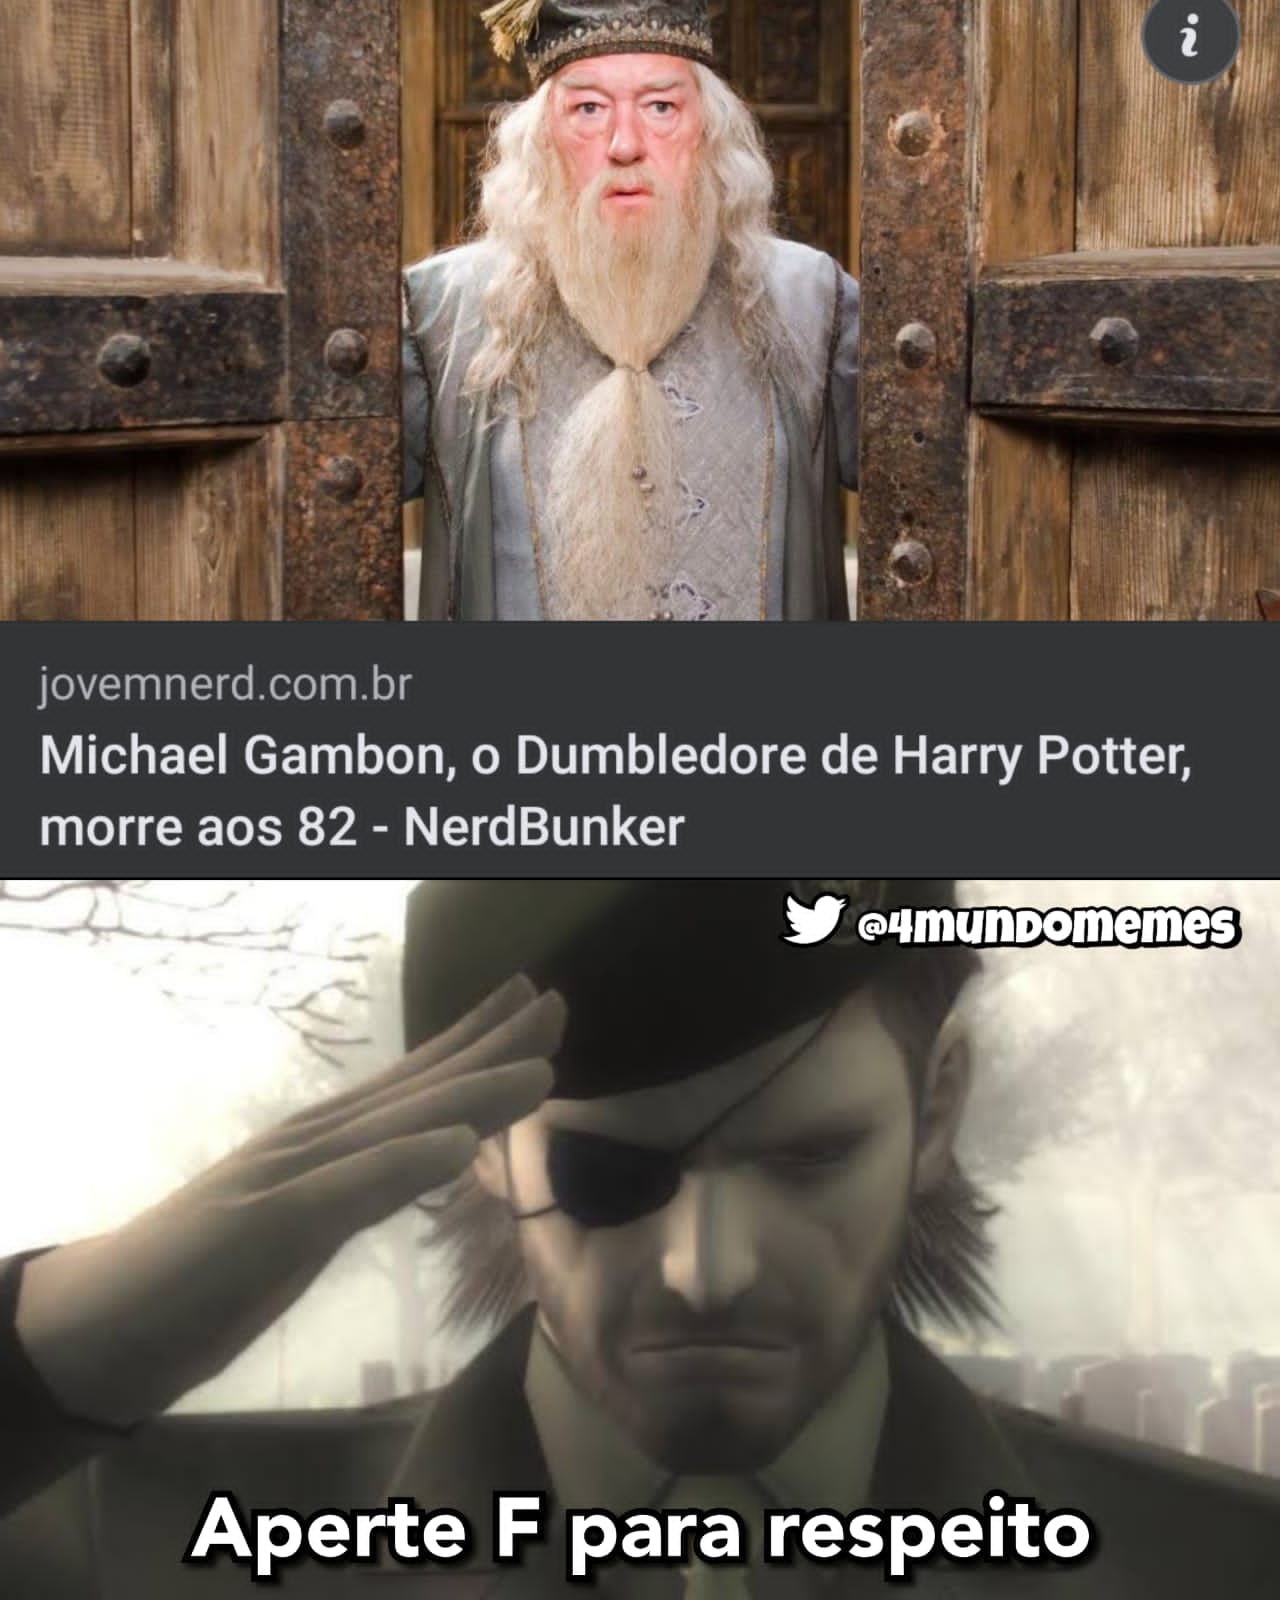 i
jovemnerd.com.br
Michael Gambon, o Dumbledore de Harry Potter,
morre aos 82 - NerdBunker
@4mundomemes
Aperte F para respeito